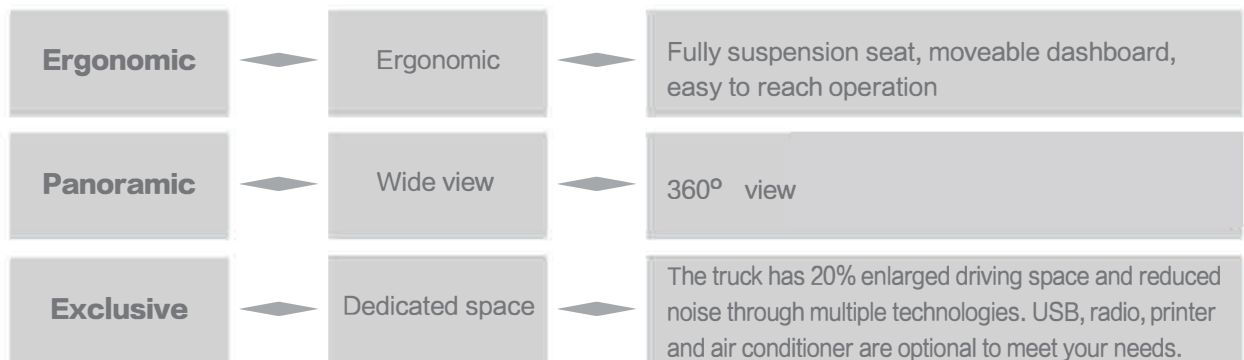 Ergonomic
Ergonomic
Fully suspension seat, moveable dashboard,
easy to reach operation
Panoramic
Wide view
360º view
Exclusive
Dedicated space
The truck has 20% enlarged driving space and reduced
noise through multiple technologies. USB, radio, printer
and air conditioner are optional to meet your needs.